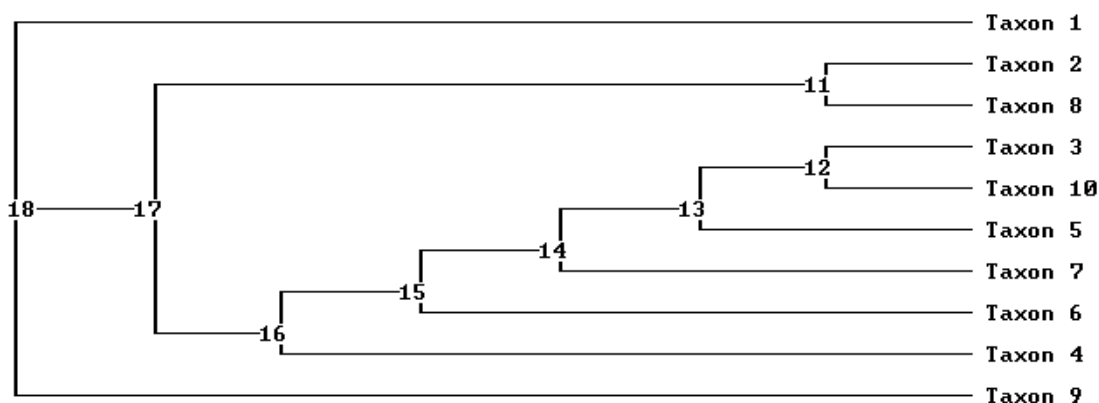 Taxon 1
Taxon 2
11
Taxon 8
Taxon 3
12
Taxon 10
18 17 13
Taxon 5
14
Taxon 7
15
Taxon 6
16
Taxon 4
Taxon 9